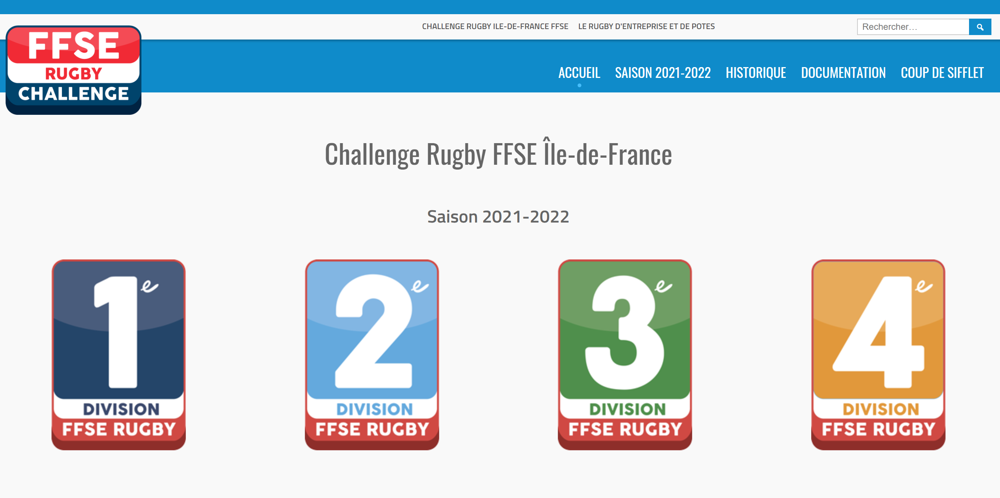 CHALLENGE RUGBY ILE-DE-FRANCE FFSE LE RUGBY D'ENTREPRISE ET DE POTES Rechercher...
FFSE
RUGBY
CHALLENGE
ACCUEIL SAISON 2021-2022 HISTORIQUE DOCUMENTATION COUP DE SIFFLET
Challenge Rugby FFSE Île-de-France
Saison 2021-2022
1e
DIVISION
FFSE RUGBY
2e
DIVISION
FFSE RUGBY
3e
DIVISION
FFSE RUGBY
4e
DIVISION
FFSE RUGBY